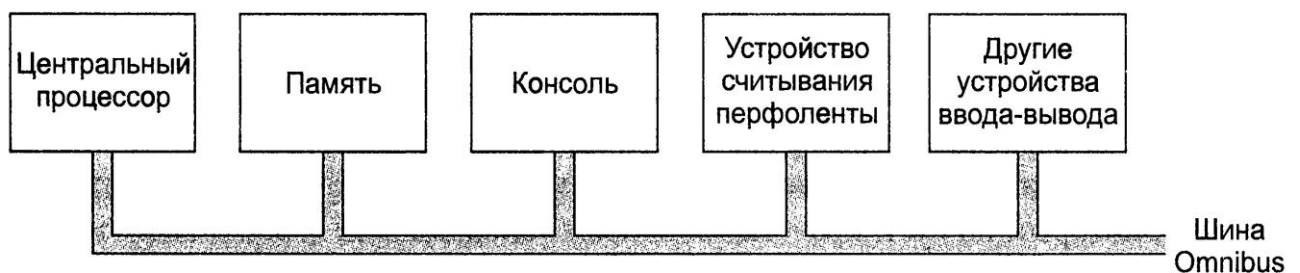 Центральный
процессор
Память
Консоль
Устройство
считывания
перфоленты
Другие
устройства
ввода-вывода
Шина
Omnibus